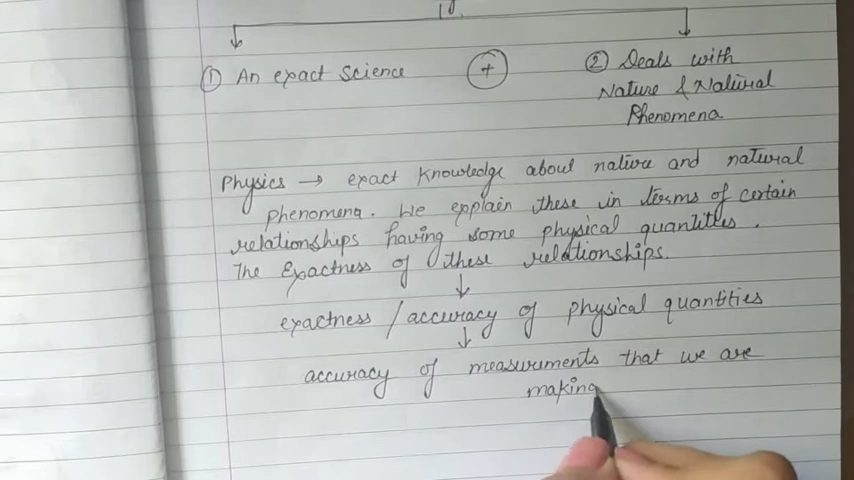 ① An exact science + ② Deals with
Nature & Natural
Phenomena
Physics → exact knowledge about nature and natural
phenomena. We explain these in terms of certain
relationships having some physical quantities.
The Exactness of these relationships.
↓
exactness / accuracy of physical quantities
↓
accuracy of measurements that we are
making